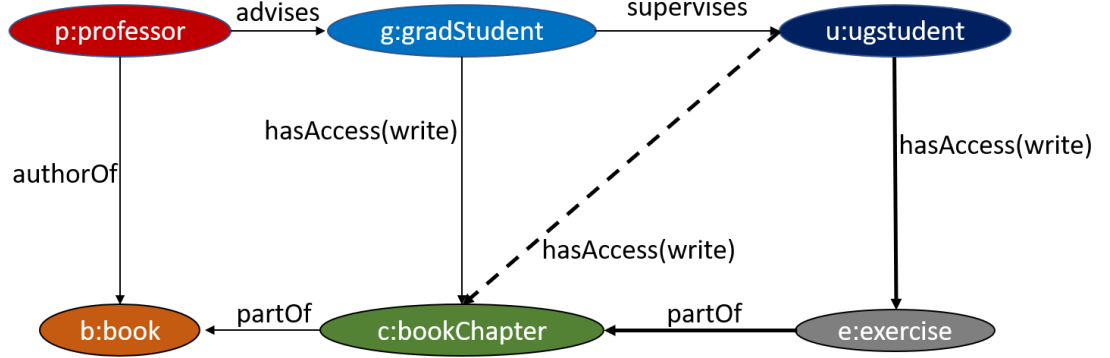 p:professor
advises
g:gradStudent
supervises
u:ugstudent
authorOf
hasAccess(write)
hasAccess(write)
hasAccess(write)
b:book
partOf
c:bookChapter
partOf
e:exercise